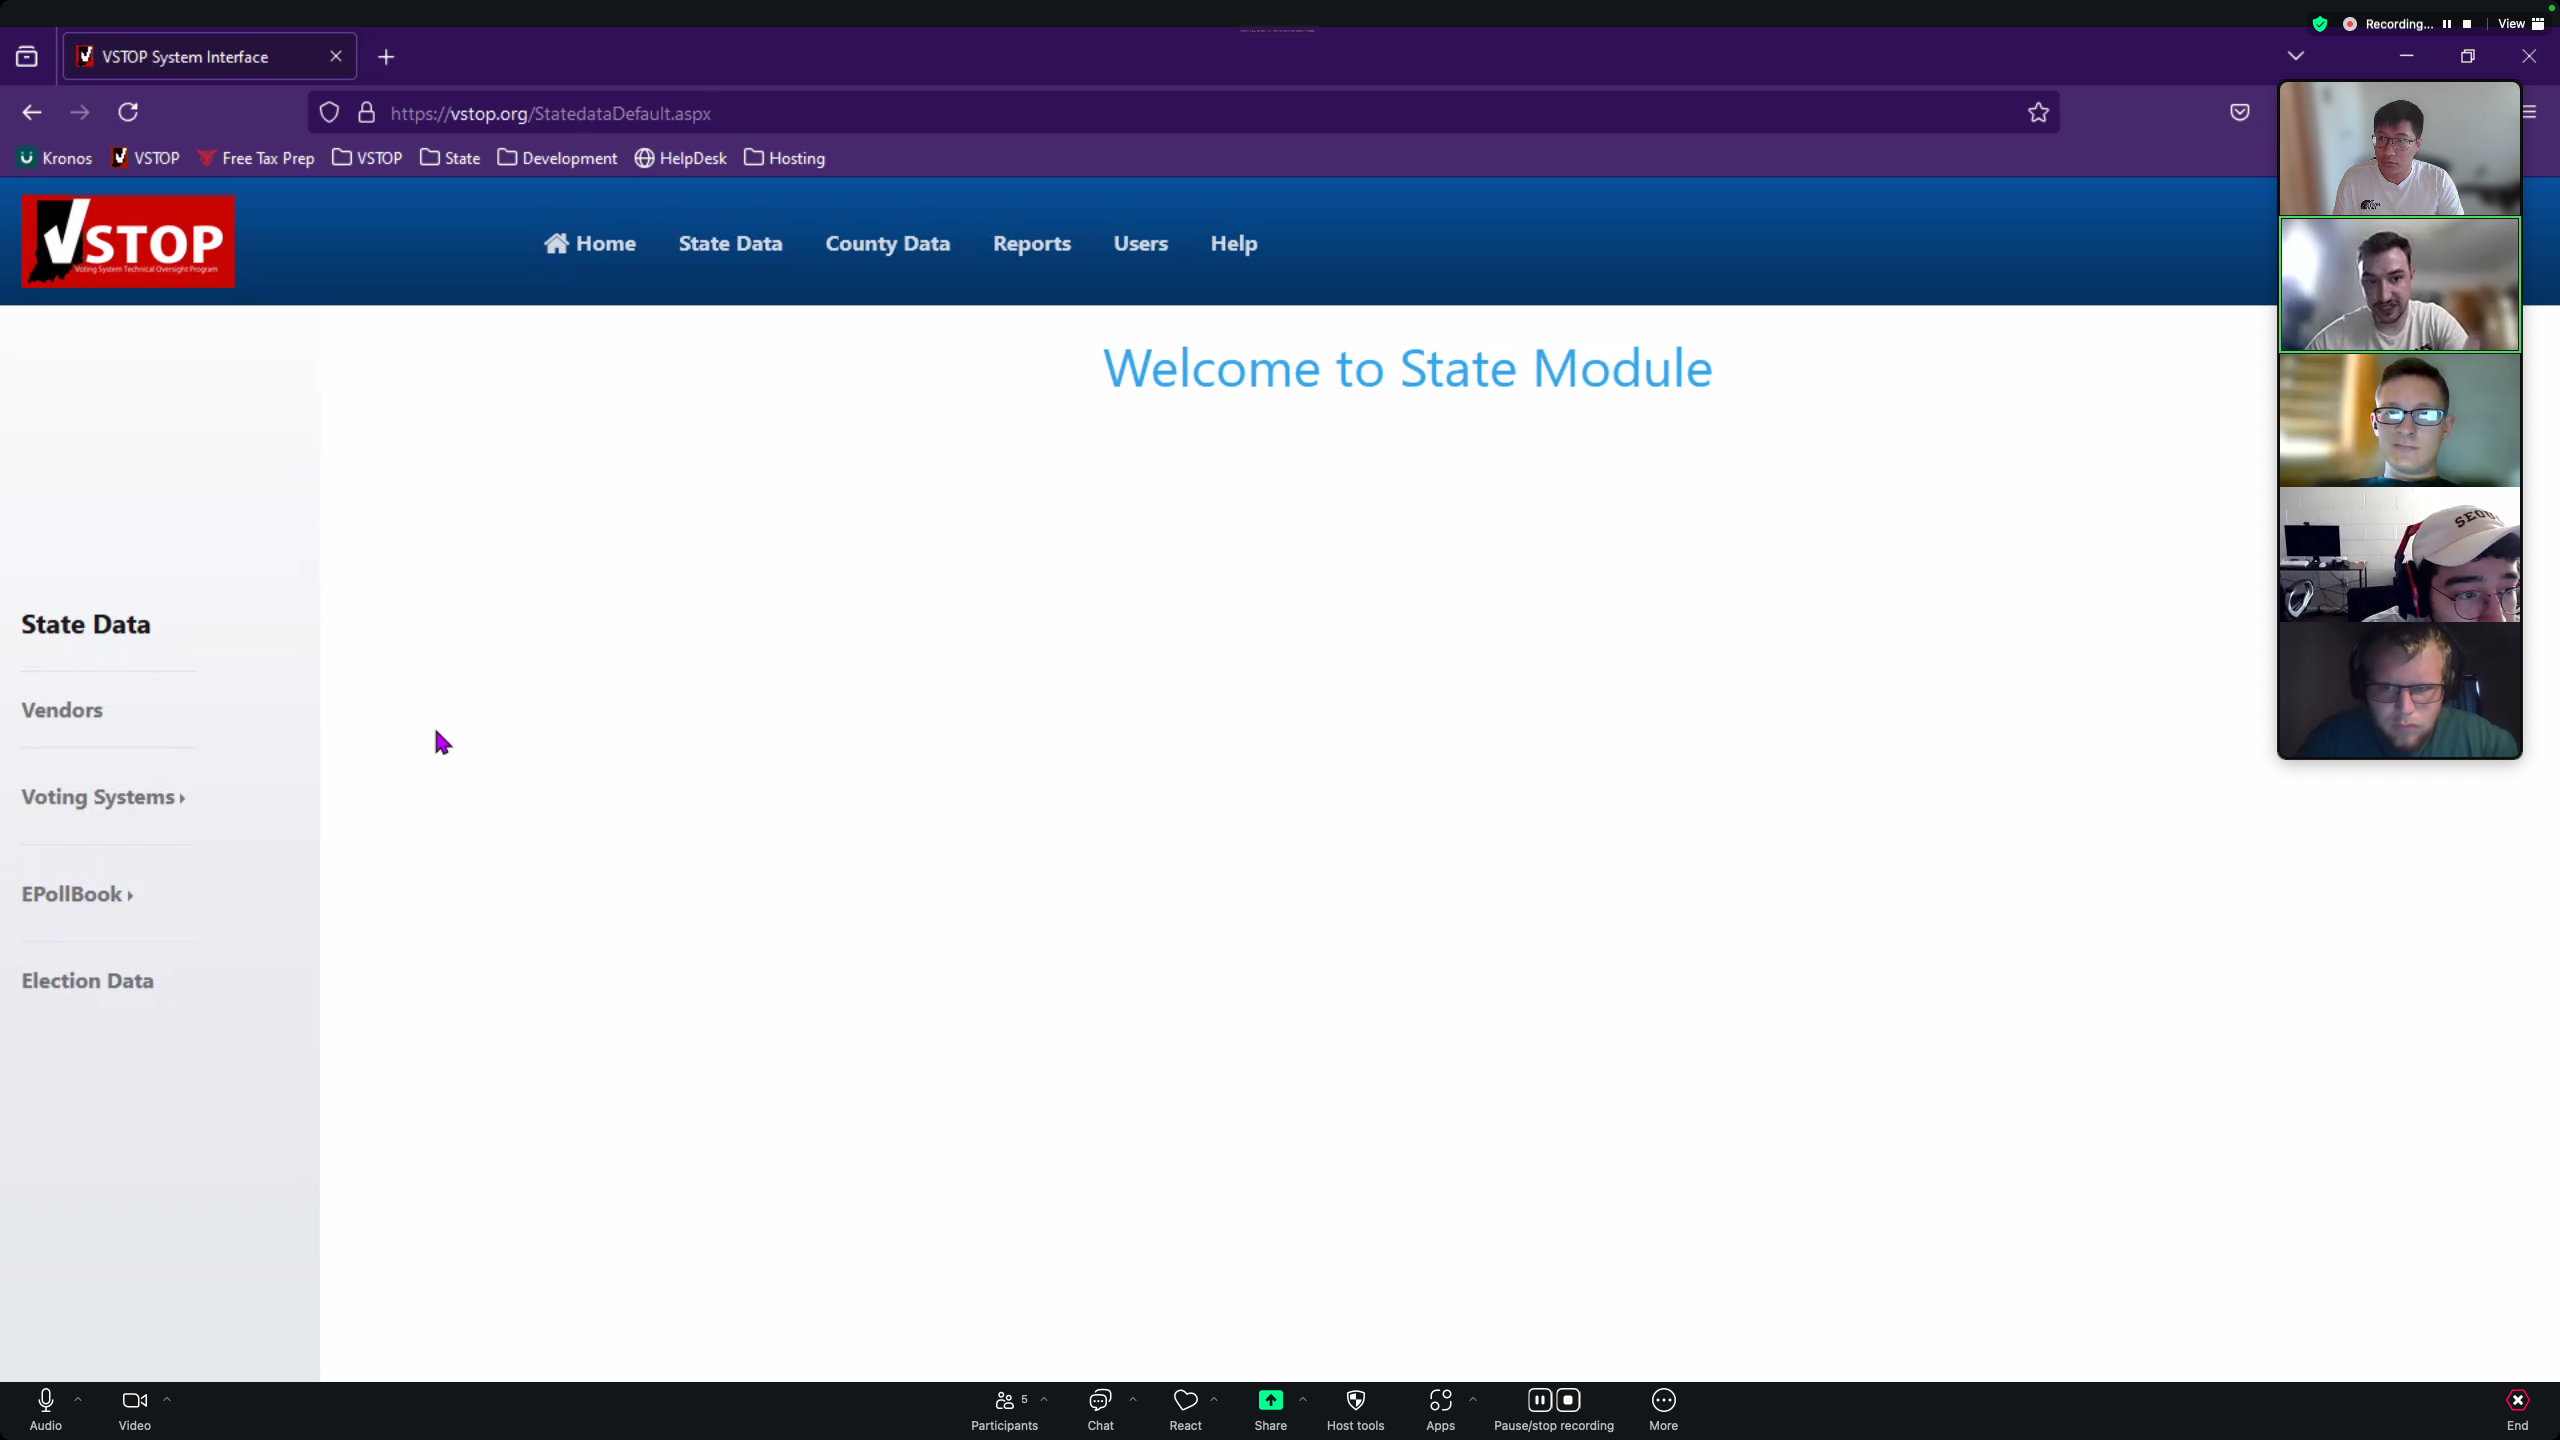 Recording...
View
VSTOP System Interface
https://vstop.org/StatedataDefault.aspx
Kronos
VSTOP
Free Tax Prep
VSTOP
State
Development
HelpDesk
Hosting
VSTOP
Voting System Technical Oversight Program
Home
State Data
County Data
Reports
Users
Help
Welcome to State Module
State Data
Vendors
Voting Systems
EPollBook
Election Data
Audio
Video
5
Participants
Chat
React
Share
Host tools
Apps
Pause/stop recording
More
End